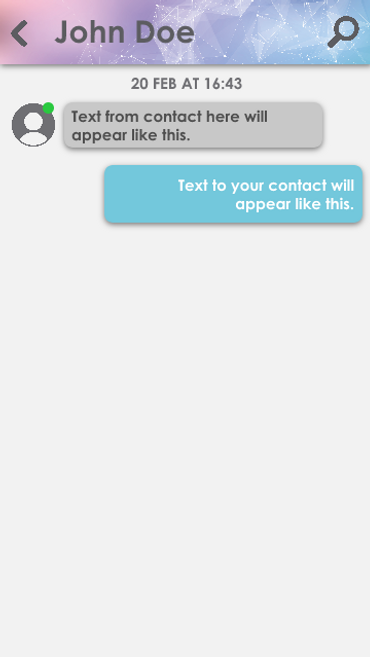 John Doe
20 FEB AT 16:43
Text from contact here will
appear like this.
Text to your contact will
appear like this.